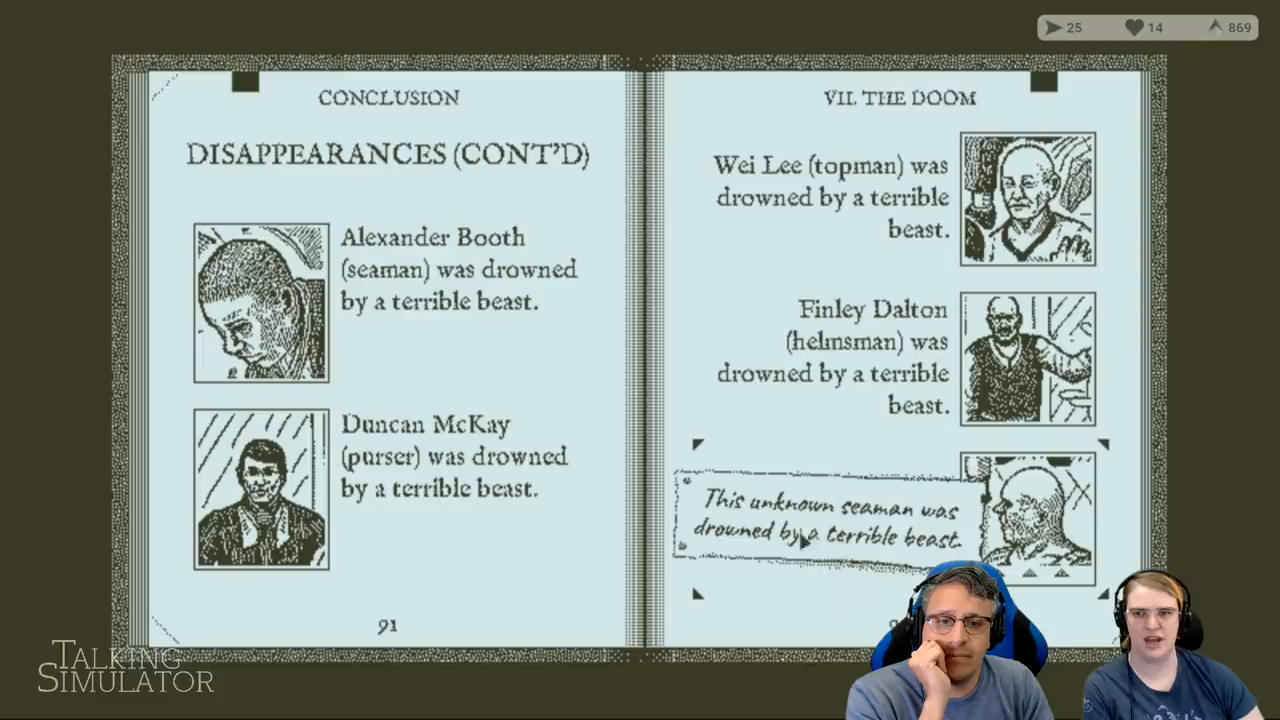 25 14 869
CONCLUSION
DISAPPEARANCES (CONT'D)
Alexander Booth
(seaman) was drowned
by a terrible beast.
Duncan McKay
(purser) was drowned
by a terrible beast.
91
VII. THE DOOM
Wei Lee (topman) was
drowned by a terrible
beast.
Finley Dalton
(helmsman) was
drowned by a terrible
beast.
This unknown seaman was
drowned by a terrible beast.
TALKING
SIMULATOR